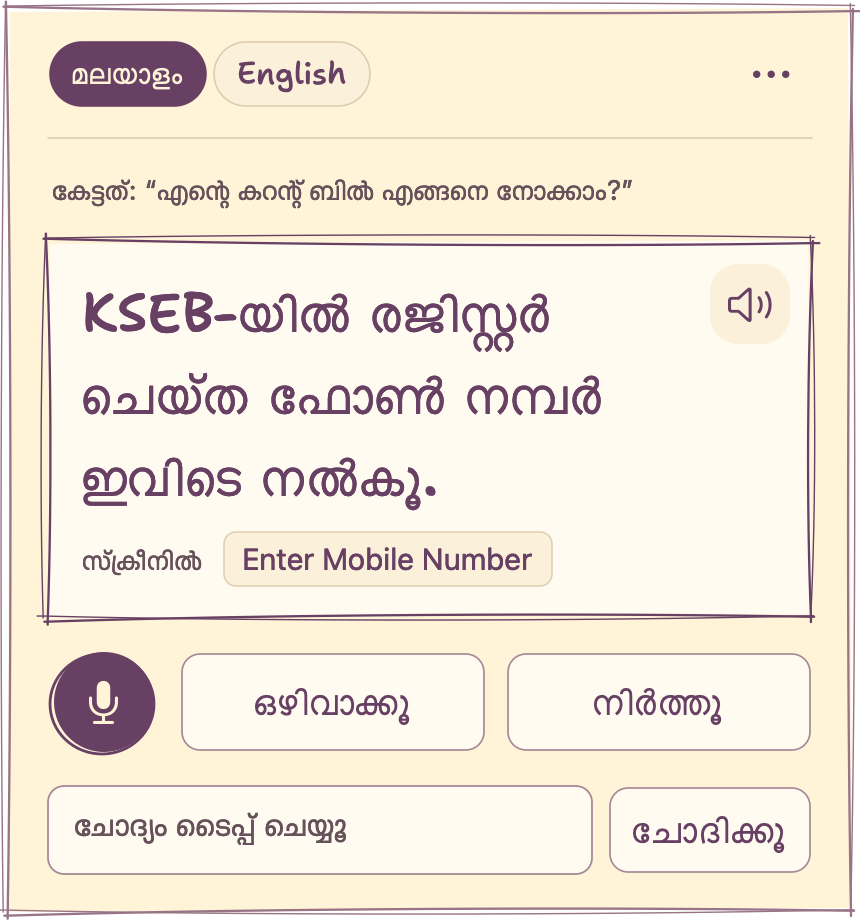 മലയാളം English
കേട്ടത്: “എന്റെ കറന്റ് ബിൽ എങ്ങനെ നോക്കാം?”
KSEB-യിൽ രജിസ്റ്റർ
ചെയ്ത ഫോൺ നമ്പർ
ഇവിടെ നൽകൂ.
സ്ക്രീനിൽ Enter Mobile Number
ഒഴിവാക്കൂ നിർത്തൂ
ചോദ്യം ടൈപ്പ് ചെയ്യൂ ചോദിക്കൂ